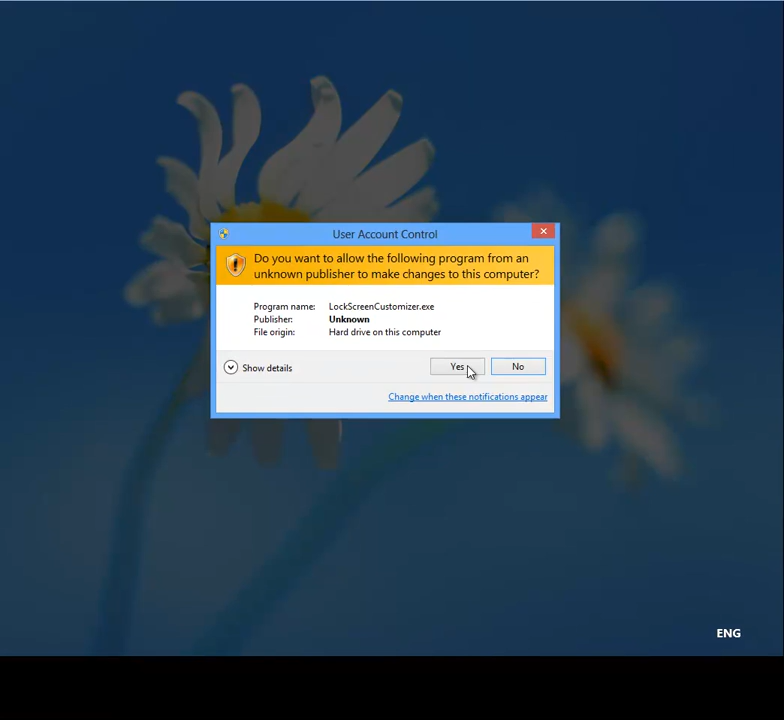 User Account Control
Do you want to allow the following program from an
unknown publisher to make changes to this computer?
Program name: LockScreenCustomizer.exe
Publisher: Unknown
File origin: Hard drive on this computer
Show details
Yes
No
Change when these notifications appear
ENG